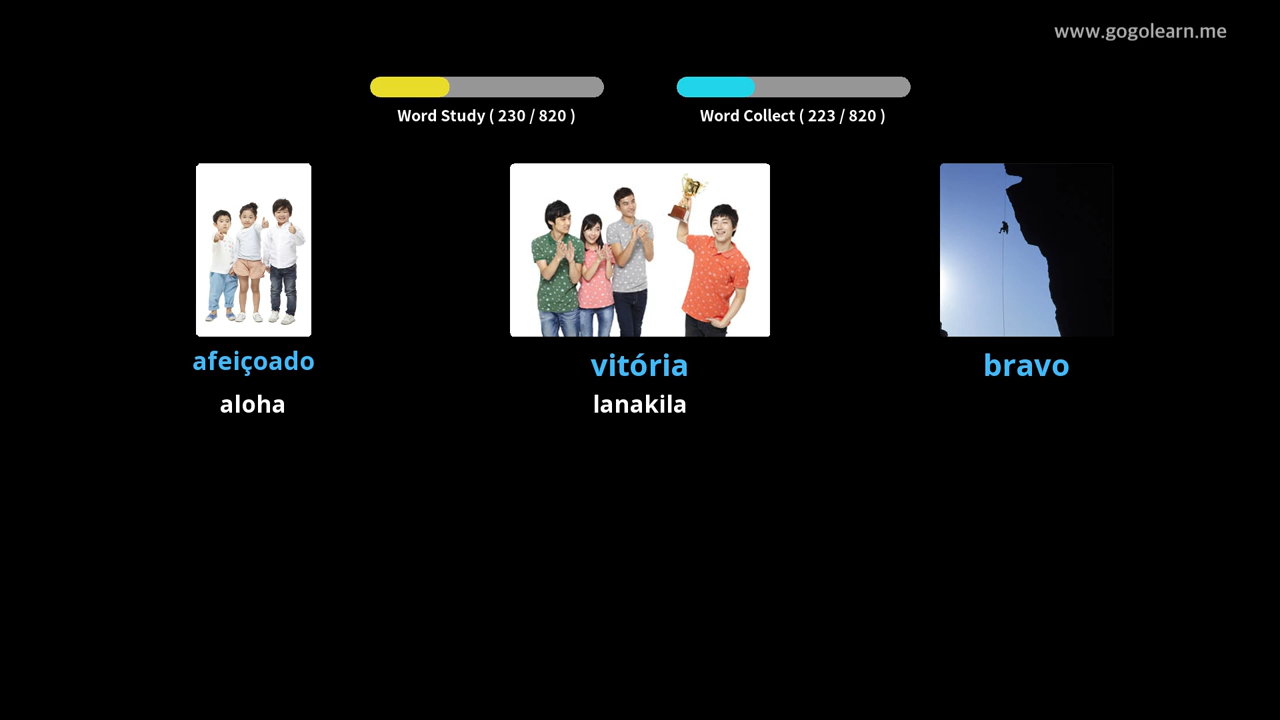 www.gogolearn.me
Word Study ( 230 / 820 )
Word Collect ( 223 / 820 )
afeiçoado
vitória
bravo
aloha
lanakila